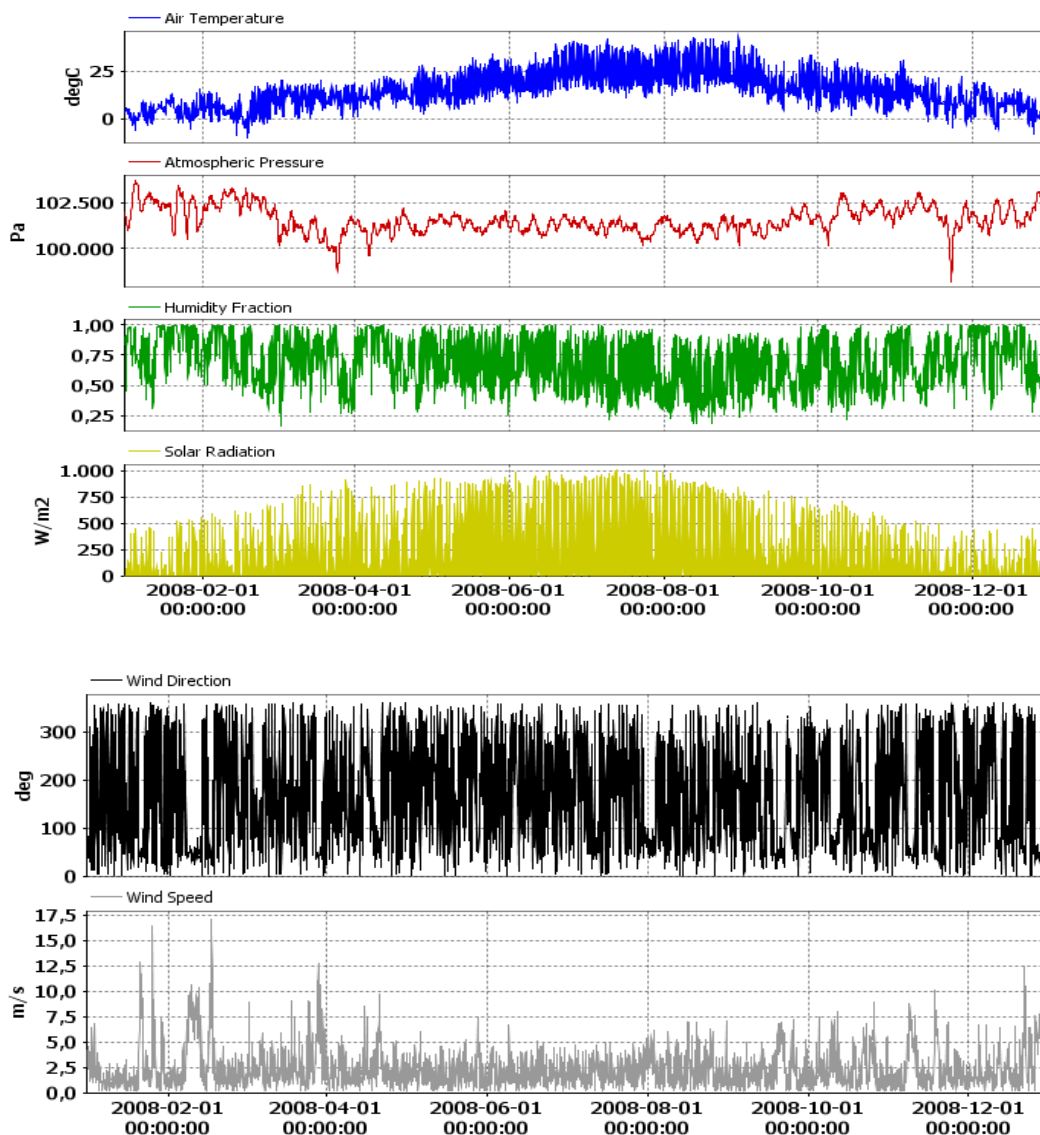 Air Temperature
degC
25
0
Atmospheric Pressure
Pa
102.500
100.000
Humidity Fraction
1,00
0,75
0,50
0,25
Solar Radiation
W/m2
1.000
750
500
250
0
2008-02-01 2008-04-01 2008-06-01 2008-08-01 2008-10-01 2008-12-01
00:00:00 00:00:00 00:00:00 00:00:00 00:00:00 00:00:00
Wind Direction
deg
300
200
100
0
Wind Speed
m/s
17,5
15,0
12,5
10,0
7,5
5,0
2,5
0,0
2008-02-01 2008-04-01 2008-06-01 2008-08-01 2008-10-01 2008-12-01
00:00:00 00:00:00 00:00:00 00:00:00 00:00:00 00:00:00